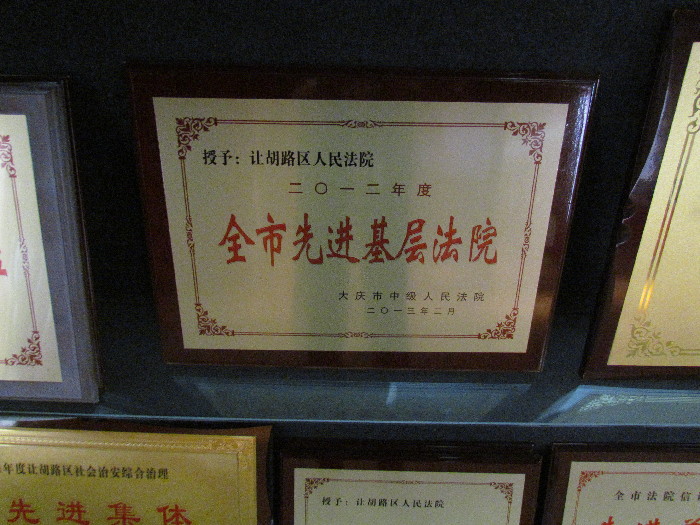 授予：让胡路区人民法院
二〇一二年度
全市先进基层法院
大庆市中级人民法院
二〇一三年二月
年度让胡路区社会治安综合治理
先进集体
授予：让胡路区人民法院
全市法院信